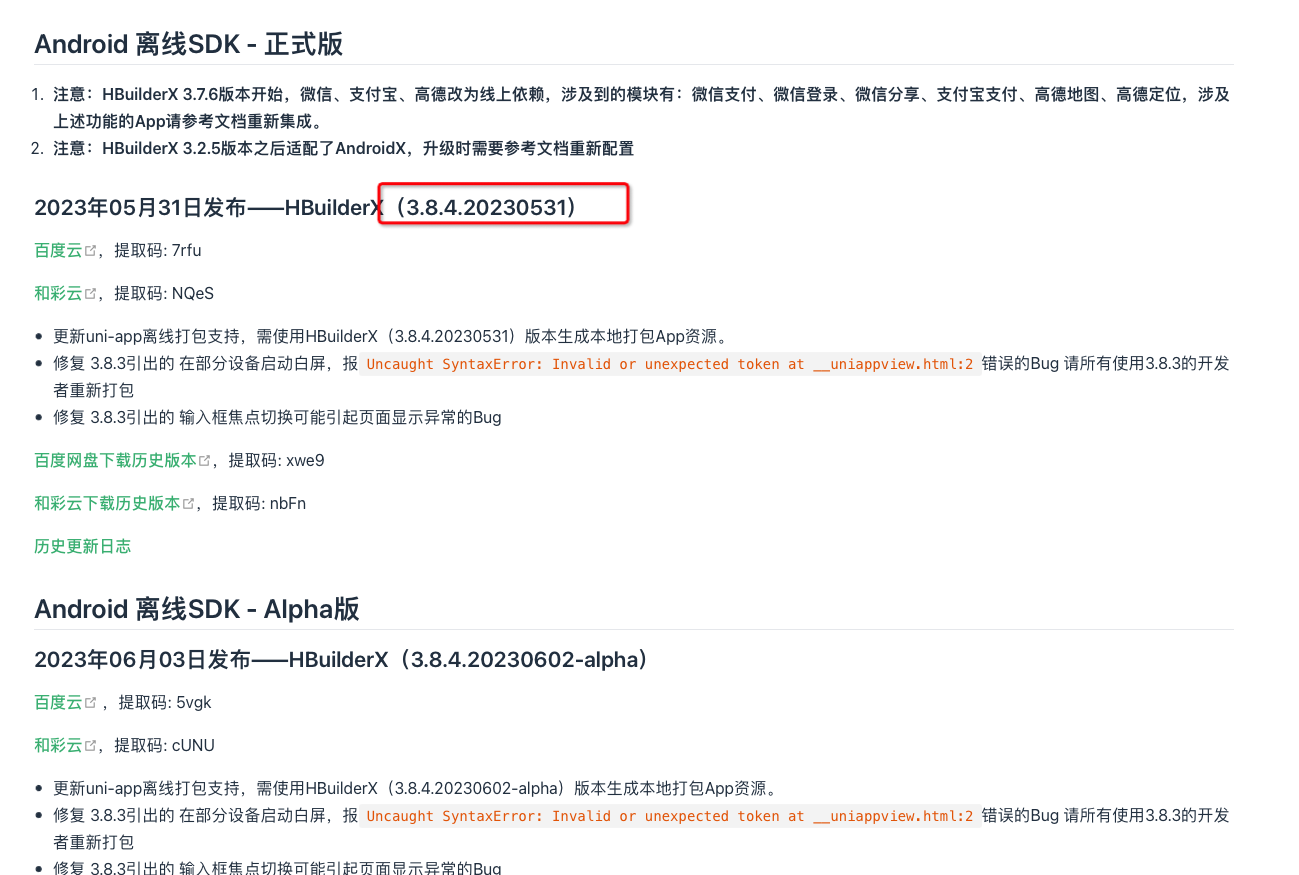 Android 离线SDK - 正式版
1. 注意：HBuilderX 3.7.6版本开始，微信、支付宝、高德改为线上依赖，涉及到的模块有：微信支付、微信登录、微信分享、支付宝支付、高德地图、高德定位，涉及
上述功能的App请参考文档重新集成。
2. 注意：HBuilderX 3.2.5版本之后适配了AndroidX，升级时需要参考文档重新配置
2023年05月31日发布——HBuilderX（3.8.4.20230531）
百度云，提取码: 7rfu
和彩云，提取码: NQeS
• 更新uni-app离线打包支持，需使用HBuilderX（3.8.4.20230531）版本生成本地打包App资源。
• 修复 3.8.3引出的 在部分设备启动白屏，报 Uncaught SyntaxError: Invalid or unexpected token at __uniappview.html:2 错误的Bug 请所有使用3.8.3的开发
者重新打包
• 修复 3.8.3引出的 输入框焦点切换可能引起页面显示异常的Bug
百度网盘下载历史版本，提取码: xwe9
和彩云下载历史版本，提取码: nbFn
历史更新日志
Android 离线SDK - Alpha版
2023年06月03日发布——HBuilderX（3.8.4.20230602-alpha）
百度云 ，提取码: 5vgk
和彩云，提取码: cUNU
• 更新uni-app离线打包支持，需使用HBuilderX（3.8.4.20230602-alpha）版本生成本地打包App资源。
• 修复 3.8.3引出的 在部分设备启动白屏，报 Uncaught SyntaxError: Invalid or unexpected token at __uniappview.html:2 错误的Bug 请所有使用3.8.3的开发
者重新打包
• 修复 3.8.3引出的 输入框焦点切换可能引起页面显示异常的Bug